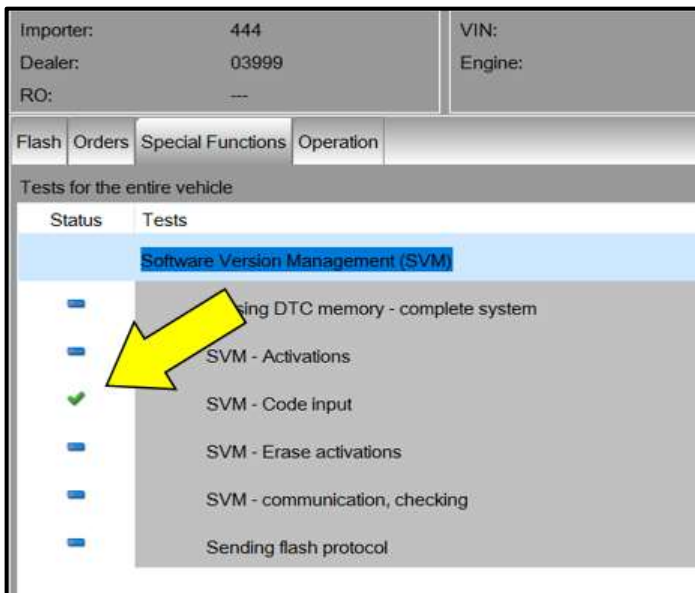 Importer: 444 VIN:
Dealer: 03999 Engine:
RO: ---
Flash Orders Special Functions Operation
Tests for the entire vehicle
Status Tests
Software Version Management (SVM)
DTC memory - complete system
SVM - Activations
SVM - Code input
SVM - Erase activations
SVM - communication, checking
Sending flash protocol